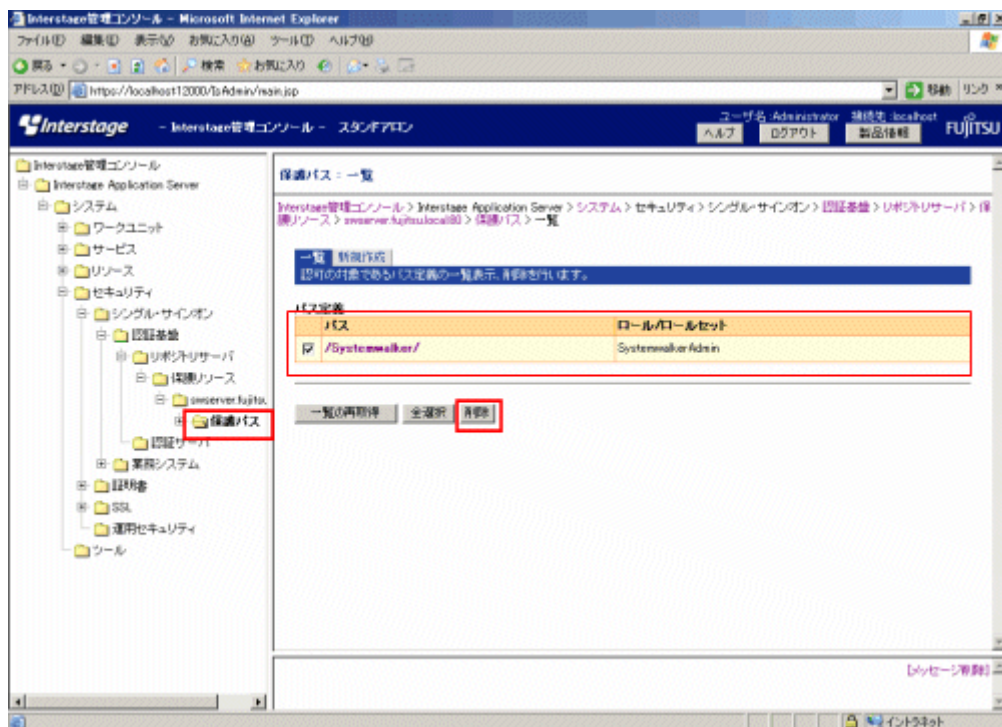 Interstage管理コンソール - Microsoft Internet Explorer
ファイル(F) 編集(E) 表示(V) お気に入り(A) ツール(T) ヘルプ(H)
戻る 検索 お気に入り
アドレス(D) https://localhost:12000/IsAdmin/main.jsp 移動 リンク
Interstage - Interstage管理コンソール - スタンドアロン
ユーザ名:Administrator 接続先:localhost
ヘルプ ログアウト 製品情報 FUJITSU
Interstage管理コンソール
Interstage Application Server
システム
ワークユニット
サービス
リソース
セキュリティ
シングル・サインオン
認証基盤
リポジトリサーバ
保護リソース
swserver.fujitsu.
保護パス
認証サーバ
業務システム
証明書
SSL
運用セキュリティ
ツール
保護パス : 一覧
Interstage管理コンソール > Interstage Application Server > システム > セキュリティ > シングル・サインオン > 認証基盤 > リポジトリサーバ > 保
護リソース > swserver.fujitsu.local:80 > 保護パス > 一覧
一覧 新規作成
認可の対象であるパス定義の一覧表示、削除を行います。
パス定義
パス ロール/ロールセット
/Systemwalker/ SystemwalkerAdmin
一覧の再取得 全選択 削除
[メッセージ削除]
イントラネット